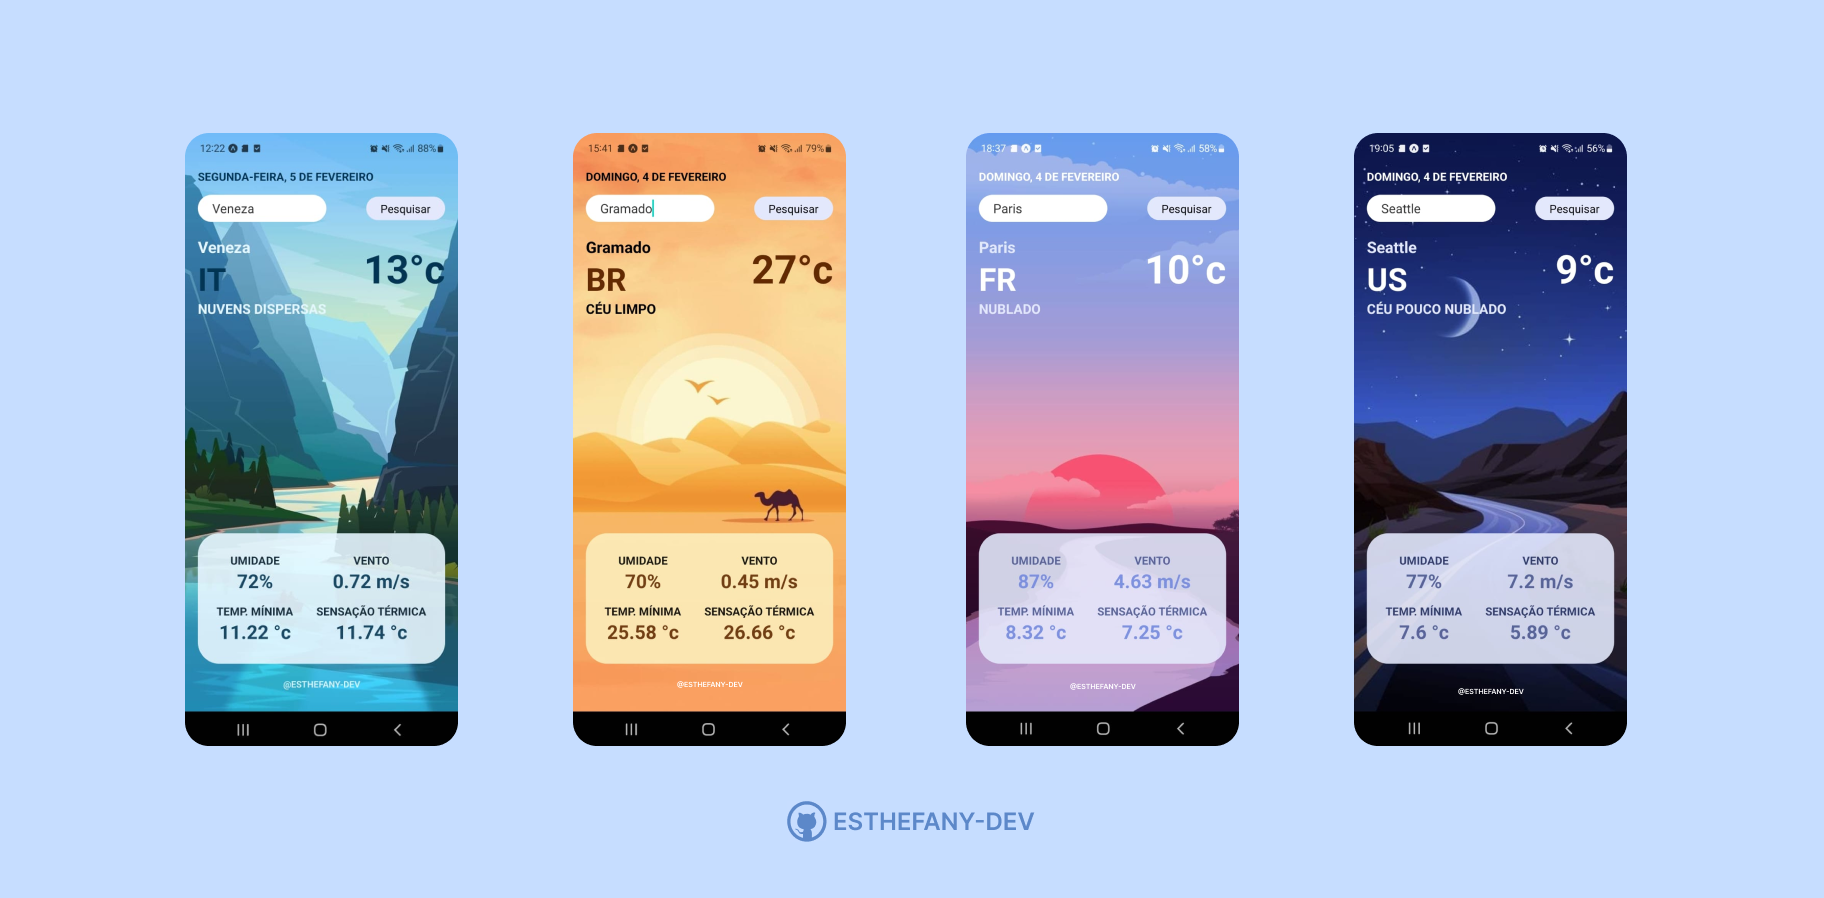 12:22
88%
SEGUNDA-FEIRA, 5 DE FEVEREIRO
Veneza
Pesquisar
Veneza
IT
13°c
NUVENS DISPERSAS
UMIDADE
VENTO
72%
0.72 m/s
TEMP. MÍNIMA
SENSAÇÃO TÉRMICA
11.22 °c
11.74 °c
@ESTHEFANY-DEV
15:41
79%
DOMINGO, 4 DE FEVEREIRO
Gramado
Pesquisar
Gramado
BR
27°c
CÉU LIMPO
UMIDADE
VENTO
70%
0.45 m/s
TEMP. MÍNIMA
SENSAÇÃO TÉRMICA
25.58 °c
26.66 °c
@ESTHEFANY-DEV
18:37
58%
DOMINGO, 4 DE FEVEREIRO
Paris
Pesquisar
Paris
FR
10°c
NUBLADO
UMIDADE
VENTO
87%
4.63 m/s
TEMP. MÍNIMA
SENSAÇÃO TÉRMICA
8.32 °c
7.25 °c
@ESTHEFANY-DEV
19:05
56%
DOMINGO, 4 DE FEVEREIRO
Seattle
Pesquisar
Seattle
US
9°c
CÉU POUCO NUBLADO
UMIDADE
VENTO
77%
7.2 m/s
TEMP. MÍNIMA
SENSAÇÃO TÉRMICA
7.6 °c
5.89 °c
@ESTHEFANY-DEV
ESTHEFANY-DEV